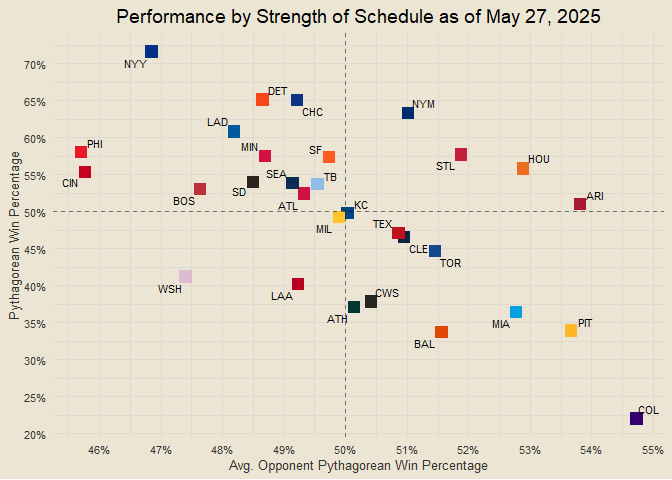 Performance by Strength of Schedule as of May 27, 2025
Pythagorean Win Percentage
70%
65%
60%
55%
50%
45%
40%
35%
30%
25%
20%
NYY
DET
CHC
NYM
LAD
PHI
MIN
SF
STL
HOU
CIN
SEA
TB
SD
BOS
ATL
ARI
KC
MIL
TEX
CLE
TOR
WSH
LAA
CWS
ATH
MIA
PIT
BAL
COL
46%
47%
48%
49%
50%
51%
52%
53%
54%
55%
Avg. Opponent Pythagorean Win Percentage